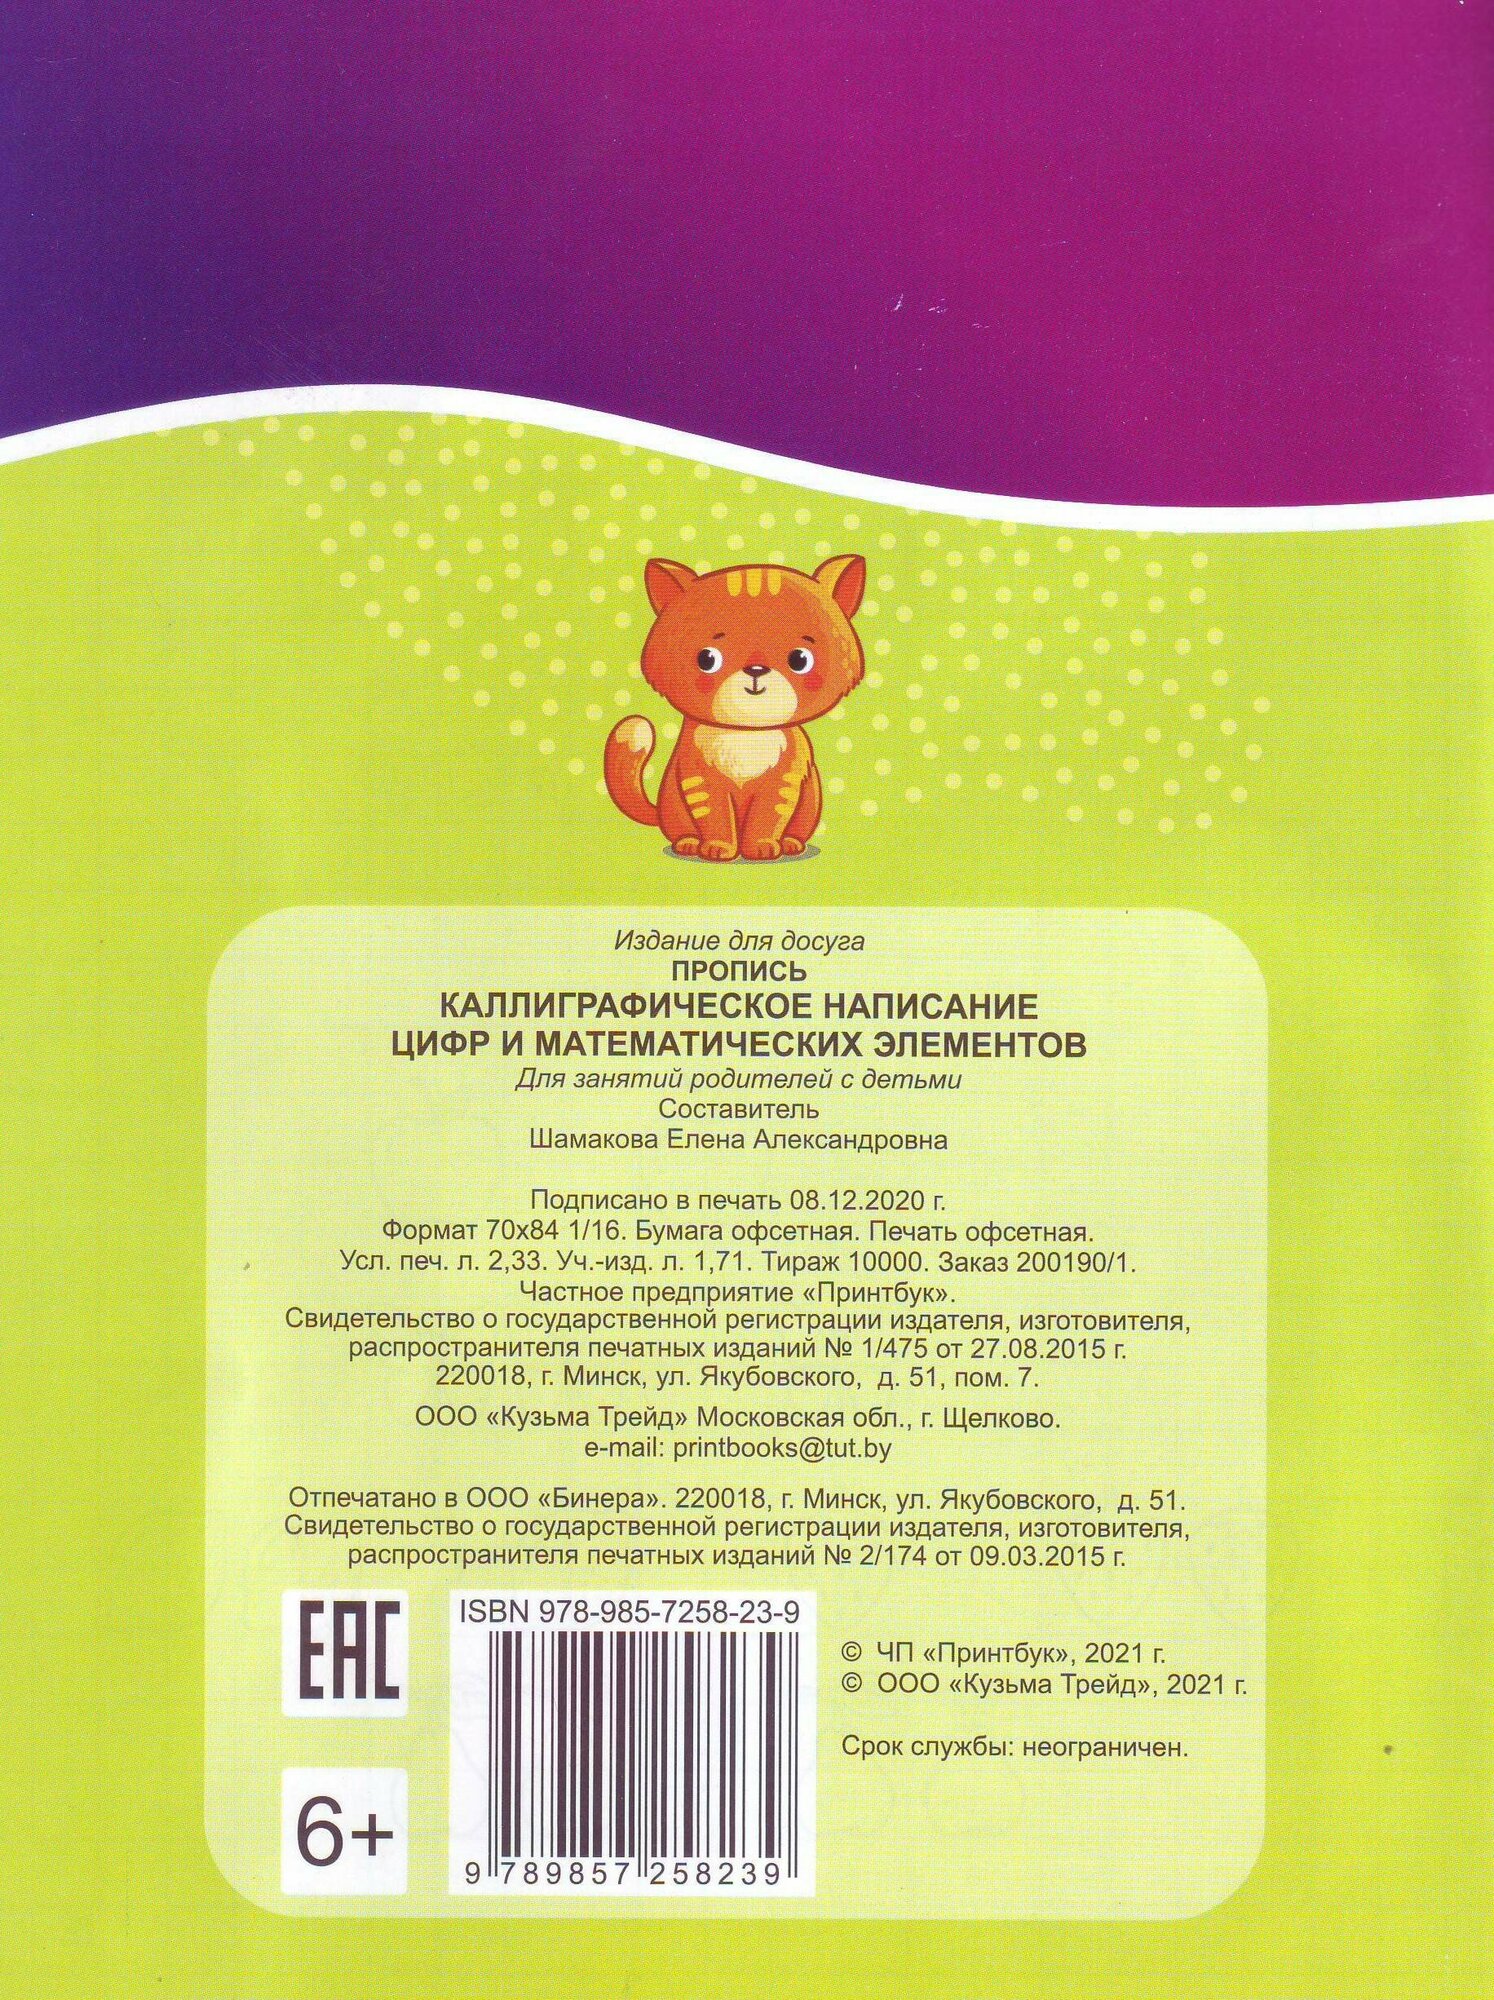 Издание для досуга
ПРОПИСЬ
КАЛЛИГРАФИЧЕСКОЕ НАПИСАНИЕ
ЦИФР И МАТЕМАТИЧЕСКИХ ЭЛЕМЕНТОВ
Для занятий родителей с детьми
Составитель
Шамакова Елена Александровна
Подписано в печать 08.12.2020 г.
Формат 70х84 1/16. Бумага офсетная. Печать офсетная.
Усл. печ. л. 2,33. Уч.-изд. л. 1,71. Тираж 10000. Заказ 200190/1.
Частное предприятие «Принтбук».
Свидетельство о государственной регистрации издателя, изготовителя,
распространителя печатных изданий № 1/475 от 27.08.2015 г.
220018, г. Минск, ул. Якубовского, д. 51, пом. 7.
ООО «Кузьма Трейд» Московская обл., г. Щелково.
e-mail: printbooks@tut.by
Отпечатано в ООО «Бинера». 220018, г. Минск, ул. Якубовского, д. 51.
Свидетельство о государственной регистрации издателя, изготовителя,
распространителя печатных изданий № 2/174 от 09.03.2015 г.
EAC
ISBN 978-985-7258-23-9
© ЧП «Принтбук», 2021 г.
© ООО «Кузьма Трейд», 2021 г.
Срок службы: неограничен.
6+
9 789857 258239